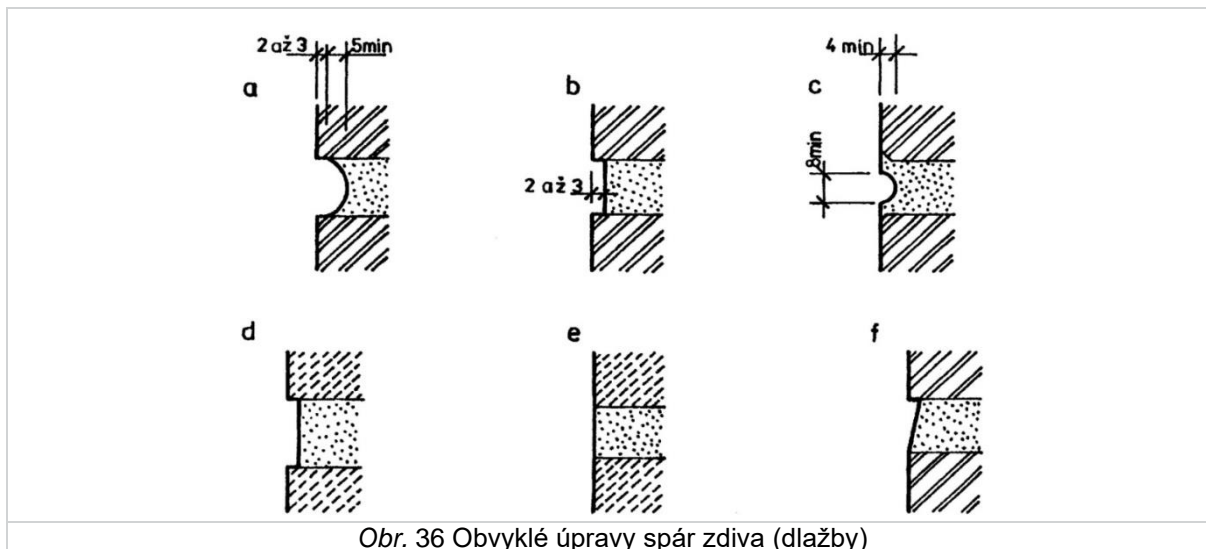 2 až 3 5min
4 min
a
b
c
8min
2 až 3
d
e
f
Obr. 36 Obvyklé úpravy spár zdiva (dlažby)